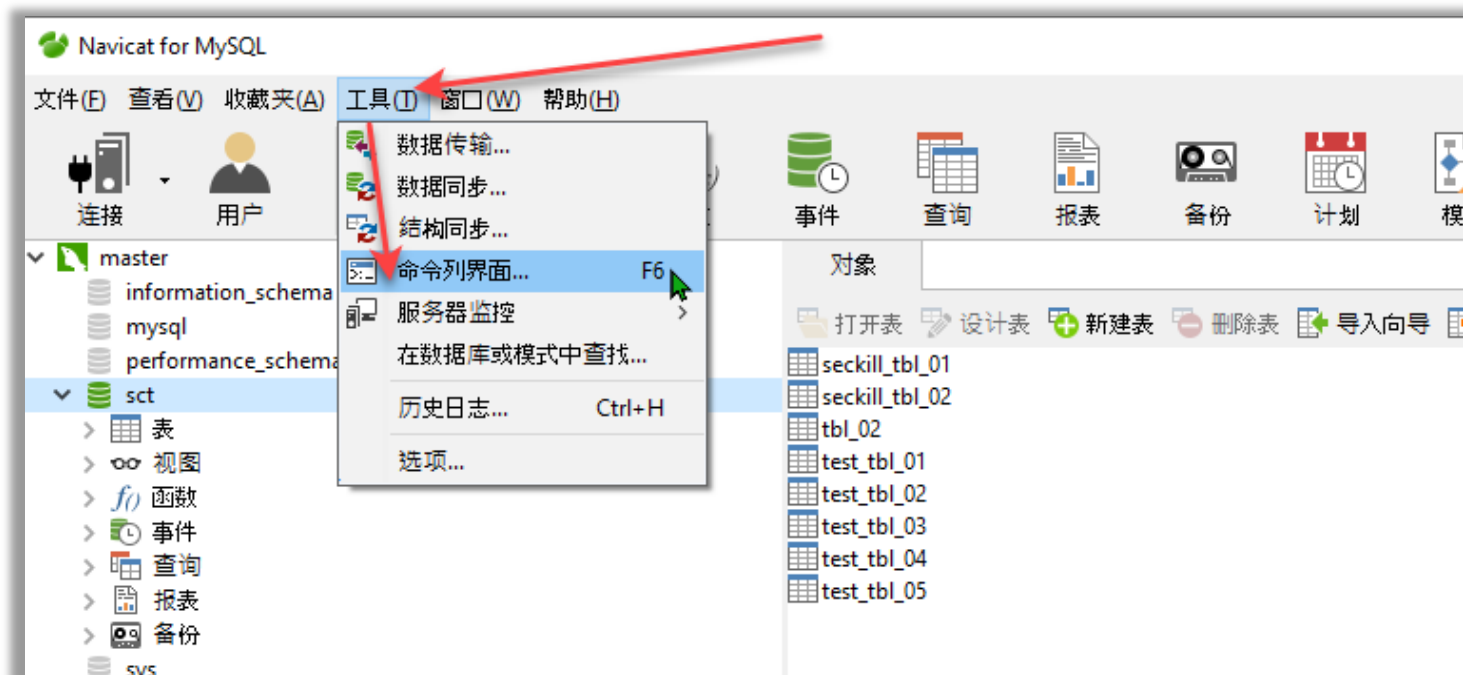 Navicat for MySQL
文件(F) 查看(V) 收藏夹(A) 工具(T) 窗口(W) 帮助(H)
连接 用户 事件 查询 报表 备份 计划
数据传输...
数据同步...
结构同步...
命令列界面... F6
服务器监控
在数据库或模式中查找...
历史日志... Ctrl+H
选项...
master
information_schema
mysql
performance_schema
sct
表
视图
f() 函数
事件
查询
报表
备份
sys
对象
打开表 设计表 新建表 删除表 导入向导
seckill_tbl_01
seckill_tbl_02
tbl_02
test_tbl_01
test_tbl_02
test_tbl_03
test_tbl_04
test_tbl_05